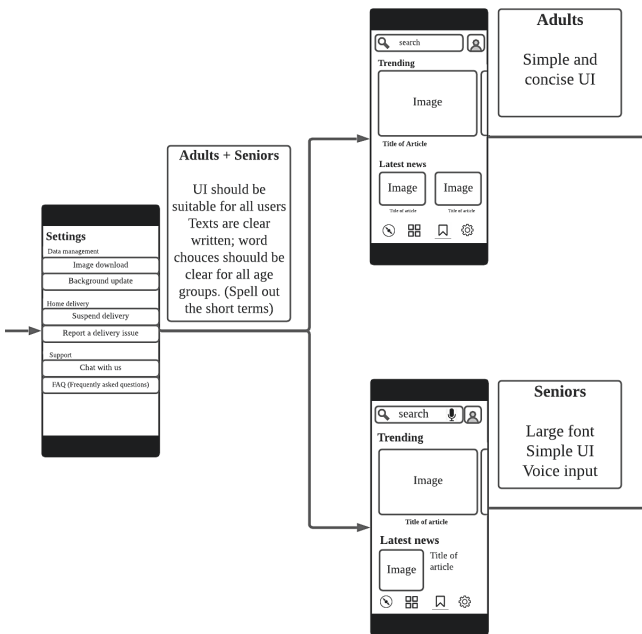 Settings
Data management
Image download
Background update
Home delivery
Suspend delivery
Report a delivery issue
Support
Chat with us
FAQ (Frequently asked questions)
Adults + Seniors
UI should be
suitable for all users
Texts are clear
written; word
chouces shouuld be
clear for all age
groups. (Spell out
the short terms)
search
Trending
Image
Title of Article
Latest news
Image
Image
Title of article
Title of article
Adults
Simple and
concise UI
search
Trending
Image
Title of article
Latest news
Image
Title of
article
Seniors
Large font
Simple UI
Voice input